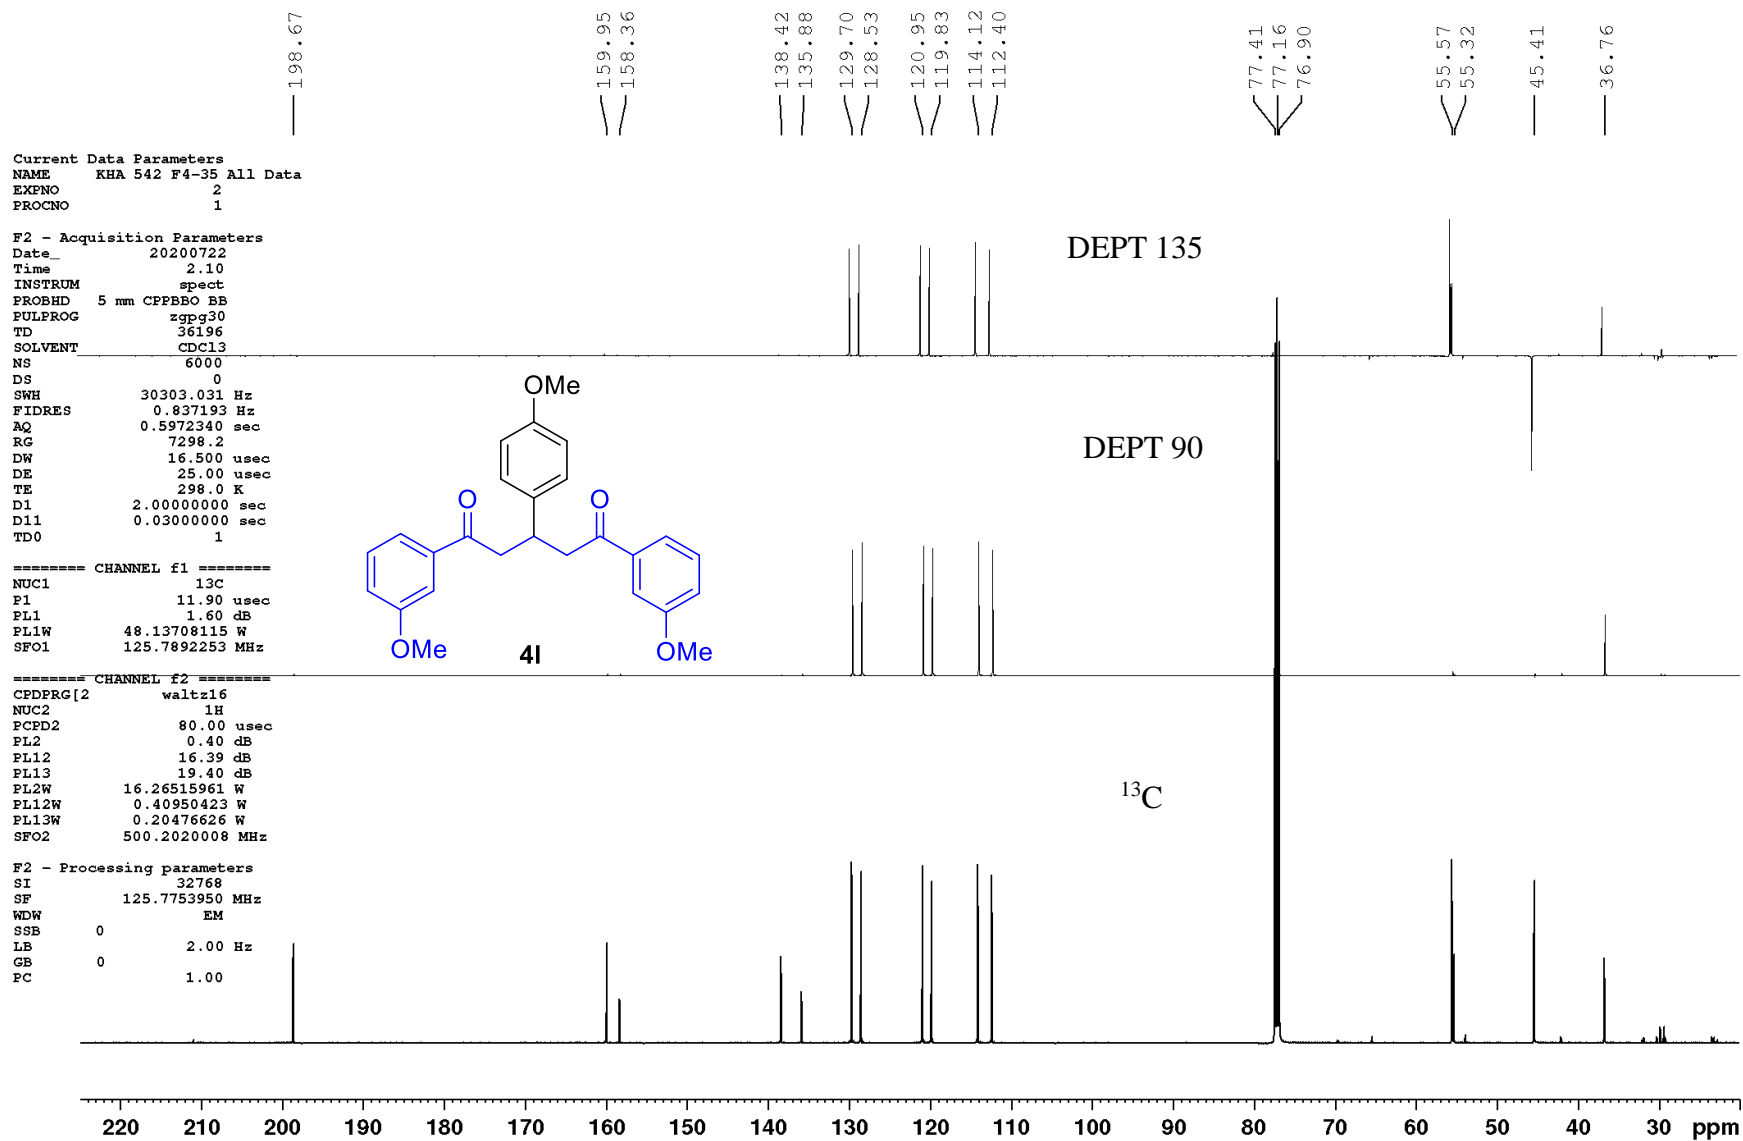 198.67
159.95
158.36
138.42
135.88
129.70
128.53
120.95
119.83
114.12
112.40
77.41
77.16
76.90
55.57
55.32
45.41
36.76
Current Data Parameters
NAME KHA 542 F4-35 All Data
EXPNO 2
PROCNO 1
F2 - Acquisition Parameters
Date_ 20200722
Time 2.10
INSTRUM spect
PROBHD 5 mm CPPBBO BB
PULPROG zgpg30
TD 36196
SOLVENT CDCl3
NS 6000
DS 0
SWH 30303.031 Hz
FIDRES 0.837193 Hz
AQ 0.5972340 sec
RG 7298.2
DW 16.500 usec
DE 25.00 usec
TE 298.0 K
D1 2.00000000 sec
D11 0.03000000 sec
TD0 1
======== CHANNEL f1 ========
NUC1 13C
P1 11.90 usec
PL1 1.60 dB
PL1W 48.13708115 W
SFO1 125.7892253 MHz
======== CHANNEL f2 ========
CPDPRG[2 waltz16
NUC2 1H
PCPD2 80.00 usec
PL2 0.40 dB
PL12 16.39 dB
PL13 19.40 dB
PL2W 16.26515961 W
PL12W 0.40950423 W
PL13W 0.20476626 W
SFO2 500.2020008 MHz
F2 - Processing parameters
SI 32768
SF 125.7753950 MHz
WDW EM
SSB 0
LB 2.00 Hz
GB 0
PC 1.00
DEPT 135
DEPT 90
13C
OMe
O O
OMe 4l OMe
220 210 200 190 180 170 160 150 140 130 120 110 100 90 80 70 60 50 40 30 ppm